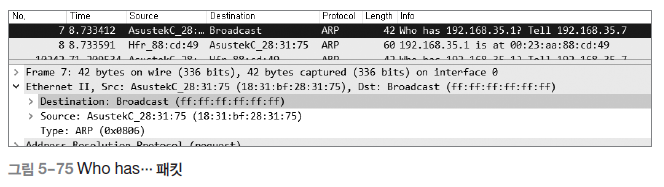 No. Time Source Destination Protocol Length Info
7 8.733412 AsustekC_28:… Broadcast ARP 42 Who has 192.168.35.1? Tell 192.168.35.7
8 8.733591 Hfr_88:cd:49 AsustekC_28:31:75 ARP 60 192.168.35.1 is at 00:23:aa:88:cd:49
Frame 7: 42 bytes on wire (336 bits), 42 bytes captured (336 bits) on interface 0
Ethernet II, Src: AsustekC_28:31:75 (18:31:bf:28:31:75), Dst: Broadcast (ff:ff:ff:ff:ff:ff)
Destination: Broadcast (ff:ff:ff:ff:ff:ff)
Source: AsustekC_28:31:75 (18:31:bf:28:31:75)
Type: ARP (0x0806)
Address Resolution Protocol (request)
그림 5-75 Who has… 패킷